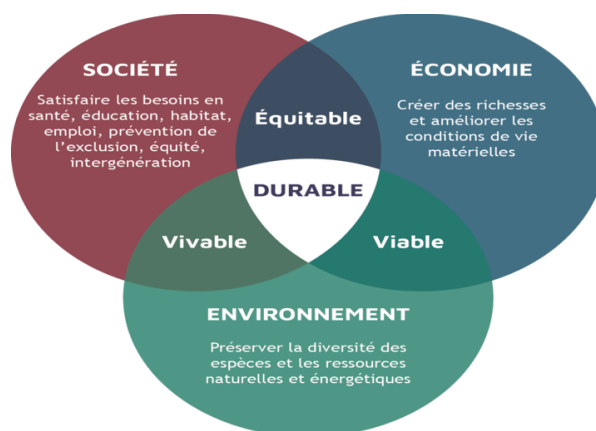 SOCIÉTÉ
Satisfaire les besoins en
santé, éducation, habitat,
emploi, prévention de
l'exclusion, équité,
intergénération
ÉCONOMIE
Créer des richesses
et améliorer les
conditions de vie
matérielles
Équitable
DURABLE
Vivable
Viable
ENVIRONNEMENT
Préserver la diversité des
espèces et les ressources
naturelles et énergétiques